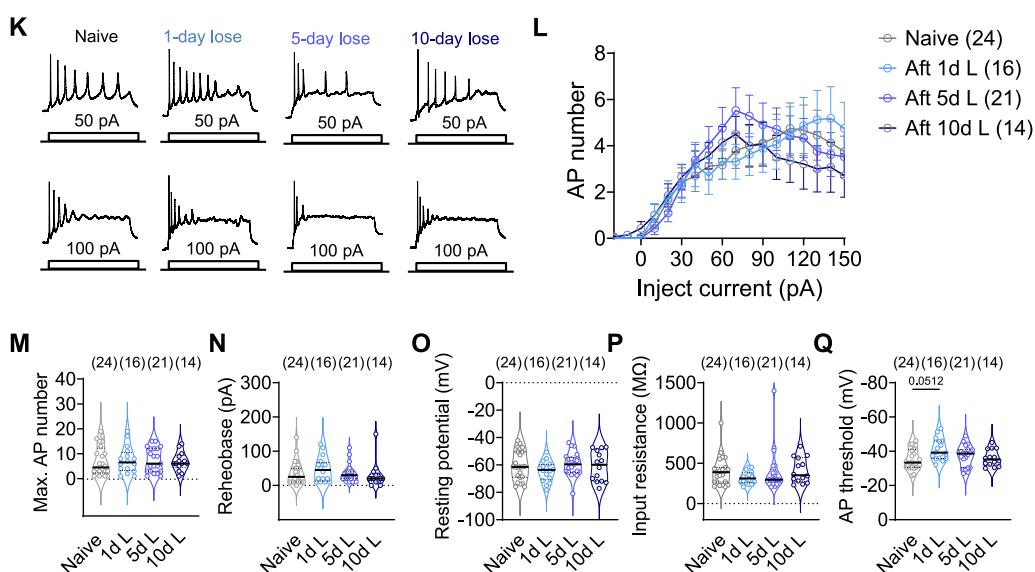 K
Naive 1-day lose 5-day lose 10-day lose
50 pA 50 pA 50 pA 50 pA
100 pA 100 pA 100 pA 100 pA
L
Naive (24)
Aft 1d L (16)
Aft 5d L (21)
Aft 10d L (14)
AP number
8
6
4
2
0
0 30 60 90 120 150
Inject current (pA)
M
(24) (16) (21) (14)
Max. AP number
40
30
20
10
0
Naive 1d L 5d L 10d L
N
(24) (16) (21) (14)
Reheobase (pA)
300
200
100
0
Naive 1d L 5d L 10d L
O
(24) (16) (21) (14)
Resting potential (mV)
0
-20
-40
-60
-80
-100
Naive 1d L 5d L 10d L
P
(24) (16) (21) (14)
Input resistance (MΩ)
1500
1000
500
0
Naive 1d L 5d L 10d L
Q
(24) (16) (21) (14)
0.0512
AP threshold (mV)
-80
-60
-40
-20
0
Naive 1d L 5d L 10d L